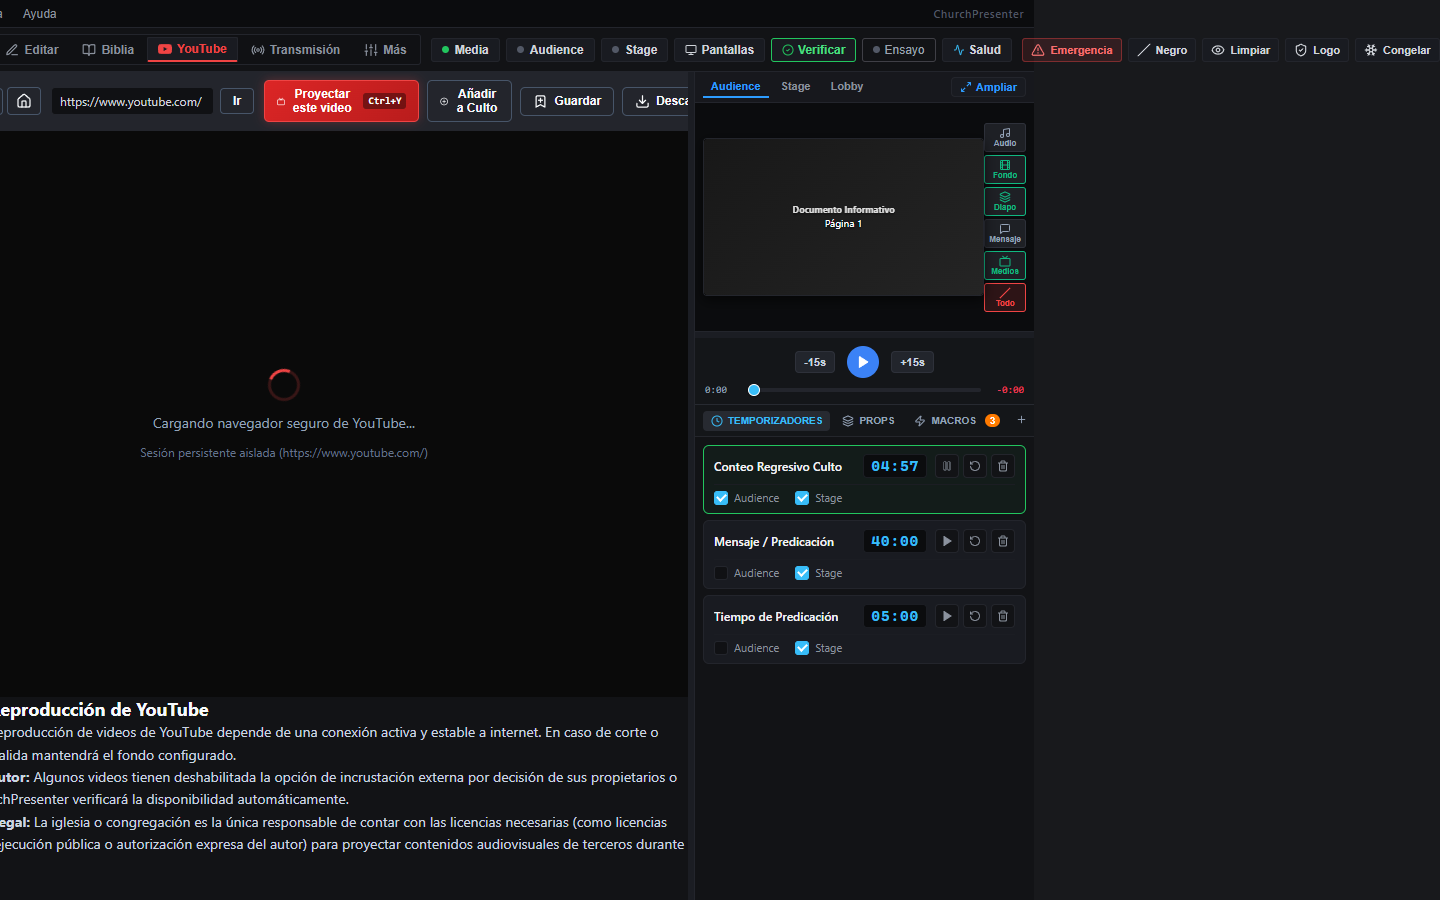 Ayuda
ChurchPresenter
Editar
Biblia
YouTube
Transmisión
Más
Media
Audience
Stage
Pantallas
Verificar
Ensayo
Salud
Emergencia
Negro
Limpiar
Logo
Congelar
https://www.youtube.com/
Ir
Proyectar
este video
Ctrl+Y
Añadir
a Culto
Guardar
Desca
Audience
Stage
Lobby
Ampliar
Documento Informativo
Página 1
Audio
Fondo
Diapo
Mensaje
Medios
Todo
Cargando navegador seguro de YouTube...
Sesión persistente aislada (https://www.youtube.com/)
-15s
+15s
0:00
-0:00
TEMPORIZADORES
PROPS
MACROS
3
+
Conteo Regresivo Culto
04:57
Audience
Stage
Mensaje / Predicación
40:00
Audience
Stage
Tiempo de Predicación
05:00
Audience
Stage
eproducción de YouTube
eproducción de videos de YouTube depende de una conexión activa y estable a internet. En caso de corte o
alida mantendrá el fondo configurado.
utor: Algunos videos tienen deshabilitada la opción de incrustación externa por decisión de sus propietarios o
chPresenter verificará la disponibilidad automáticamente.
egal: La iglesia o congregación es la única responsable de contar con las licencias necesarias (como licencias
ejecución pública o autorización expresa del autor) para proyectar contenidos audiovisuales de terceros durante